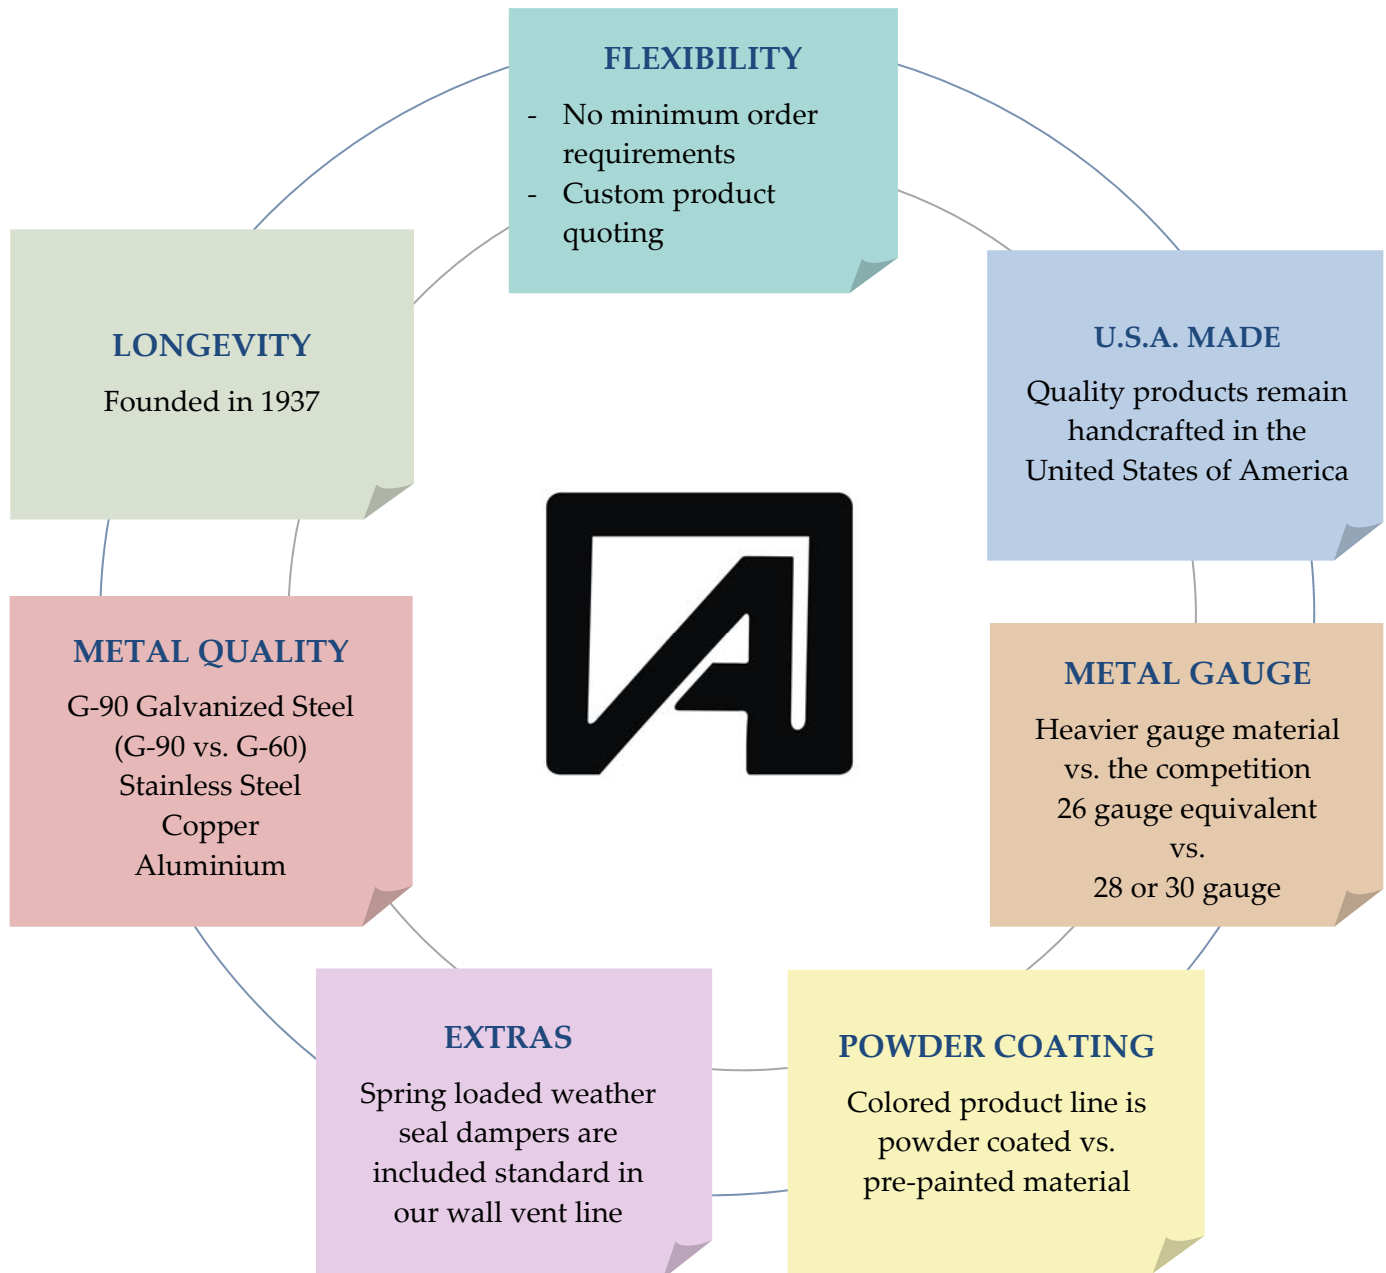 FLEXIBILITY
- No minimum order
requirements
- Custom product
quoting
U.S.A. MADE
Quality products remain
handcrafted in the
United States of America
METAL GAUGE
Heavier gauge material
vs. the competition
26 gauge equivalent
vs.
28 or 30 gauge
POWDER COATING
Colored product line is
powder coated vs.
pre-painted material
EXTRAS
Spring loaded weather
seal dampers are
included standard in
our wall vent line
METAL QUALITY
G-90 Galvanized Steel
(G-90 vs. G-60)
Stainless Steel
Copper
Aluminium
LONGEVITY
Founded in 1937